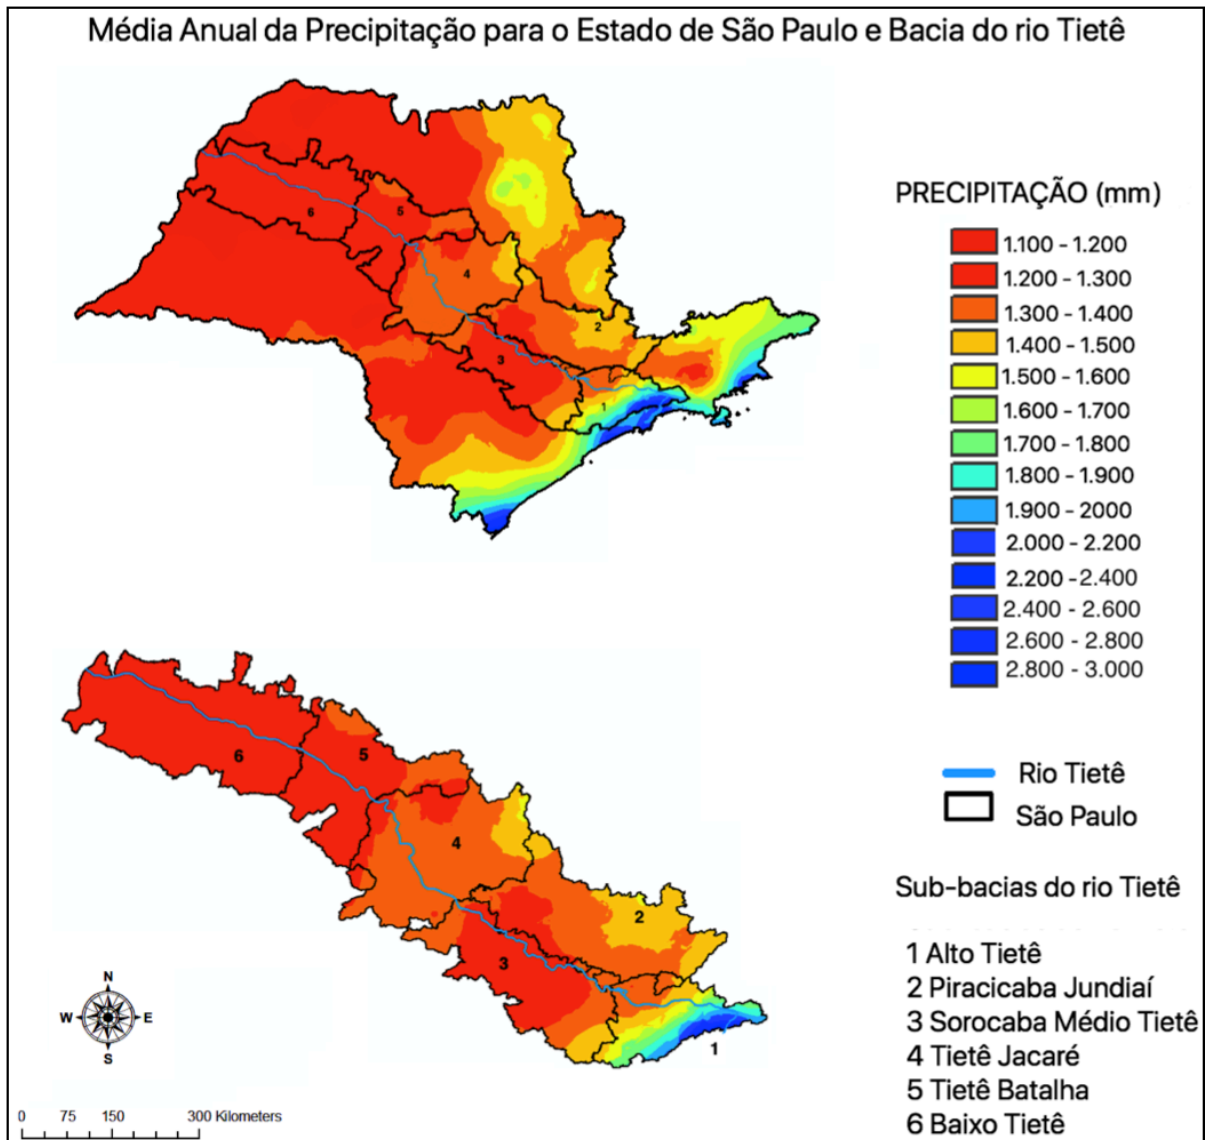 Média Anual da Precipitação para o Estado de São Paulo e Bacia do rio Tietê
6
5
4
2
3
1
PRECIPITAÇÃO (mm)
1.100 - 1.200
1.200 - 1.300
1.300 - 1.400
1.400 - 1.500
1.500 - 1.600
1.600 - 1.700
1.700 - 1.800
1.800 - 1.900
1.900 - 2000
2.000 - 2.200
2.200 - 2.400
2.400 - 2.600
2.600 - 2.800
2.800 - 3.000
6
5
4
2
3
1
Rio Tietê
São Paulo
Sub-bacias do rio Tietê
1 Alto Tietê
2 Piracicaba Jundiaí
3 Sorocaba Médio Tietê
4 Tietê Jacaré
5 Tietê Batalha
6 Baixo Tietê
N
W E
S
0 75 150 300 Kilometers